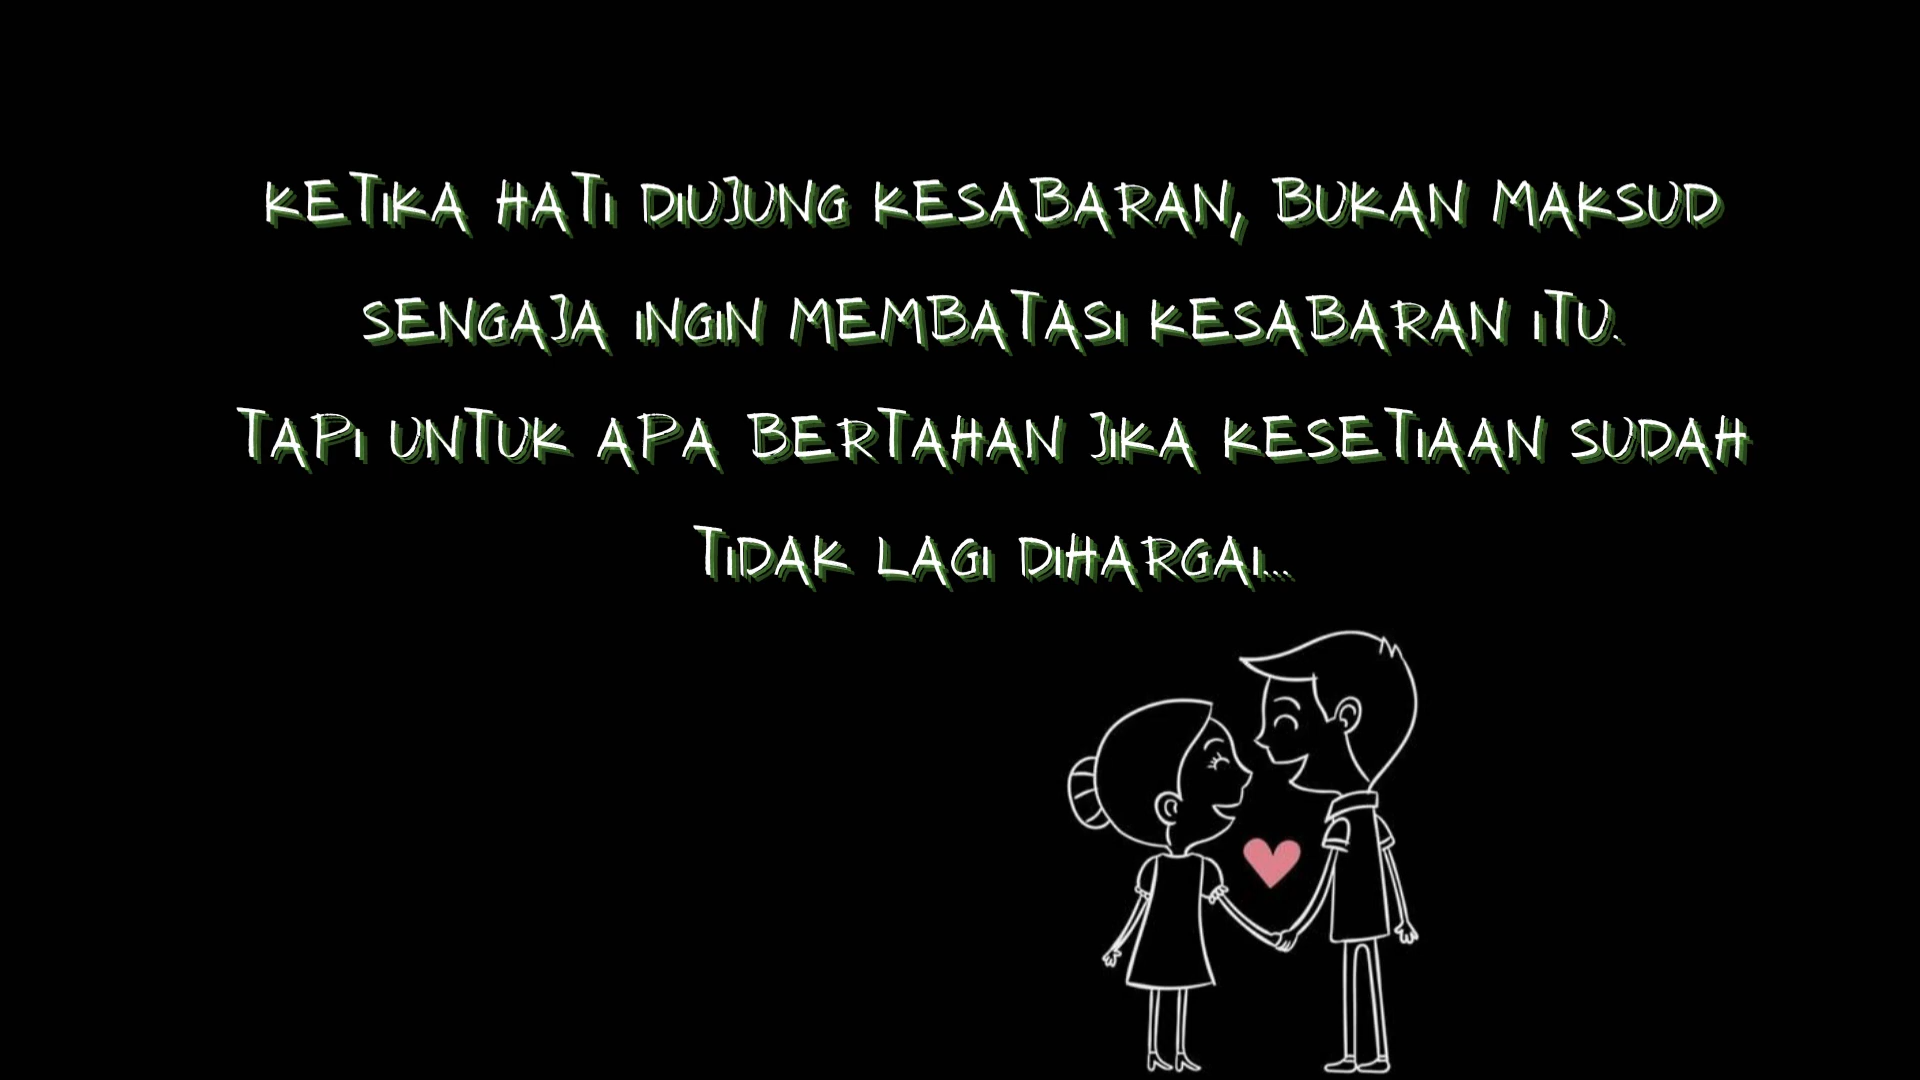 KETIKA HATI DIUJUNG KESABARAN, BUKAN MAKSUD
SENGAJA INGIN MEMBATASI KESABARAN ITU.
TAPI UNTUK APA BERTAHAN JIKA KESETIAAN SUDAH
TIDAK LAGI DIHARGAI...